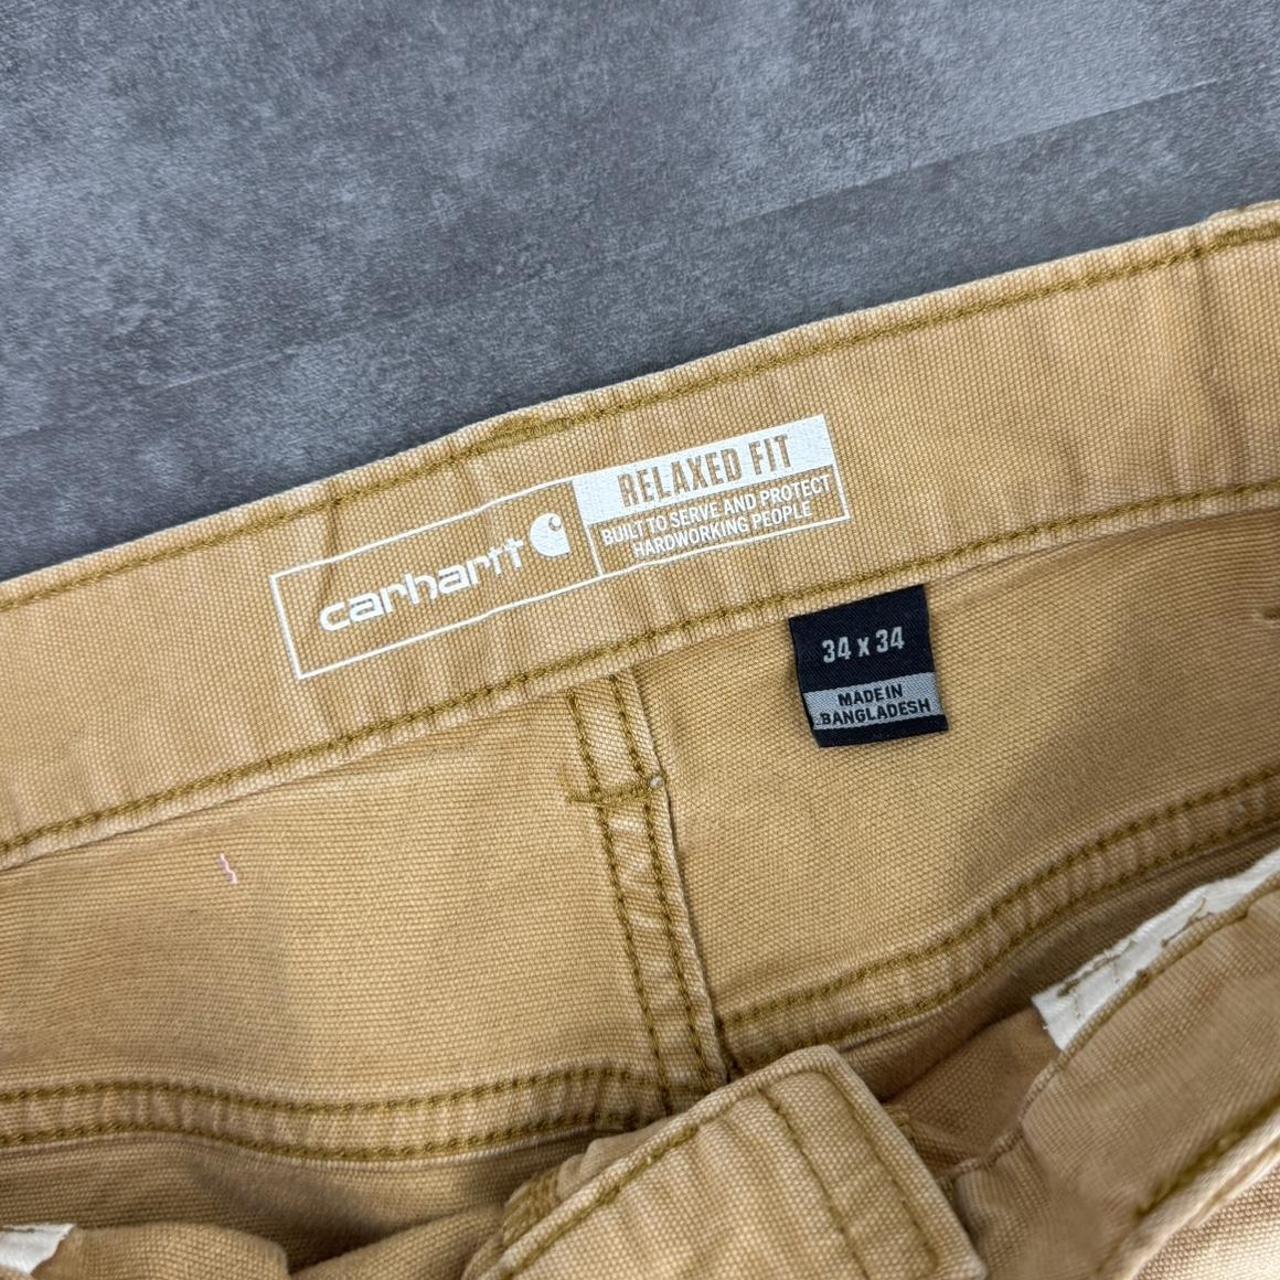 carhartt
RELAXED FIT
BUILT TO SERVE AND PROTECT
HARDWORKING PEOPLE
34 x 34
MADE IN
BANGLADESH